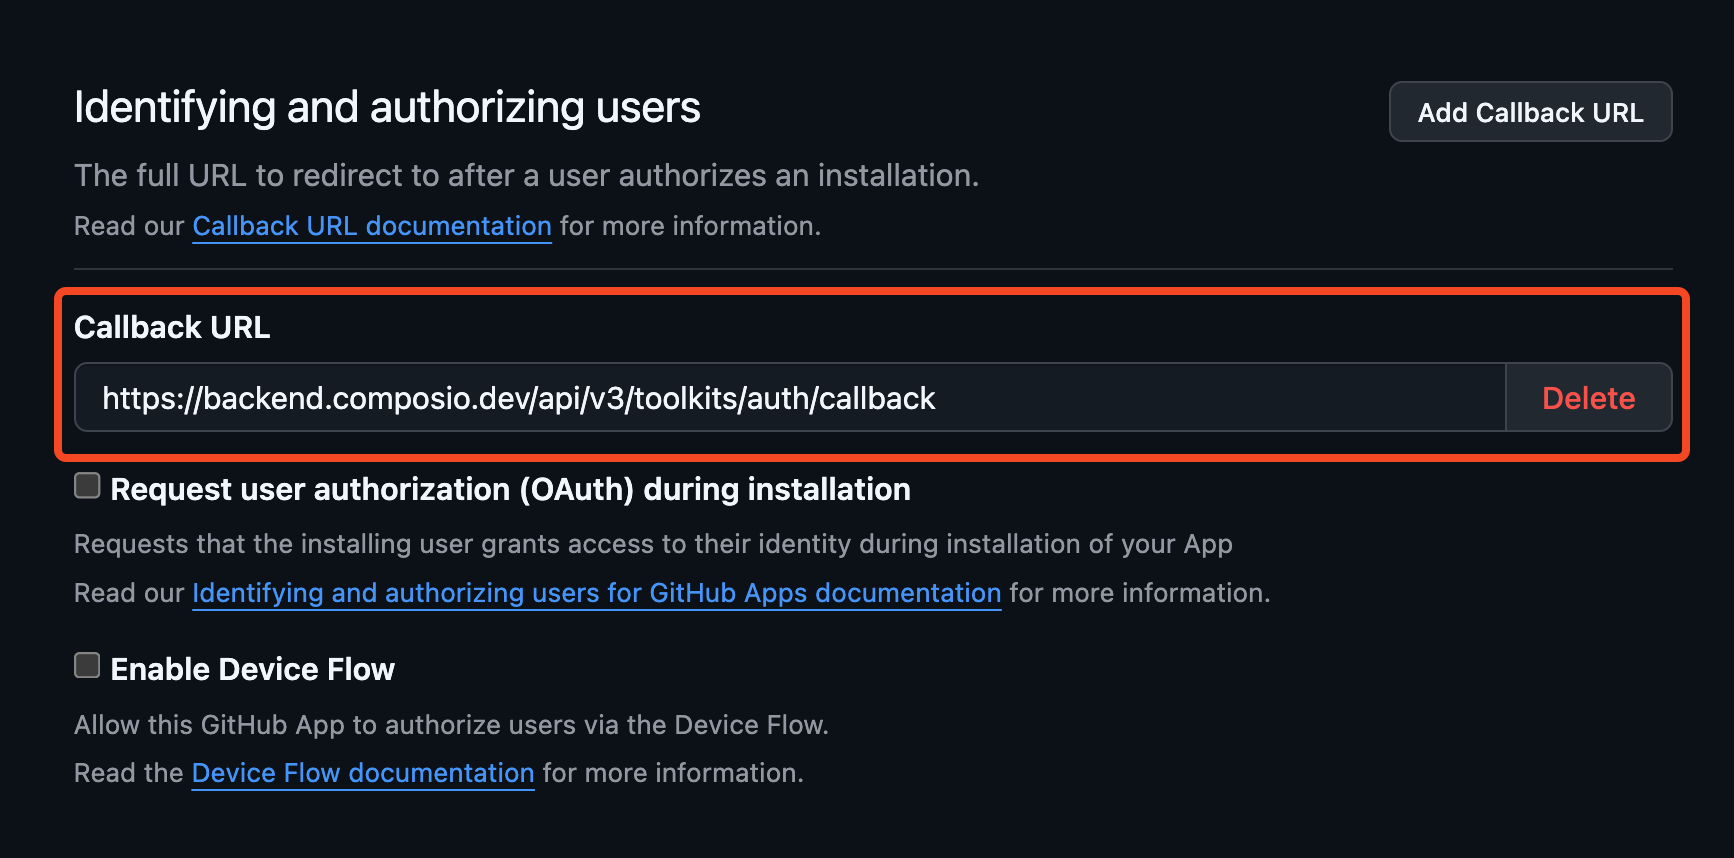 Identifying and authorizing users
Add Callback URL
The full URL to redirect to after a user authorizes an installation.
Read our Callback URL documentation for more information.
Callback URL
https://backend.composio.dev/api/v3/toolkits/auth/callback
Delete
Request user authorization (OAuth) during installation
Requests that the installing user grants access to their identity during installation of your App
Read our Identifying and authorizing users for GitHub Apps documentation for more information.
Enable Device Flow
Allow this GitHub App to authorize users via the Device Flow.
Read the Device Flow documentation for more information.